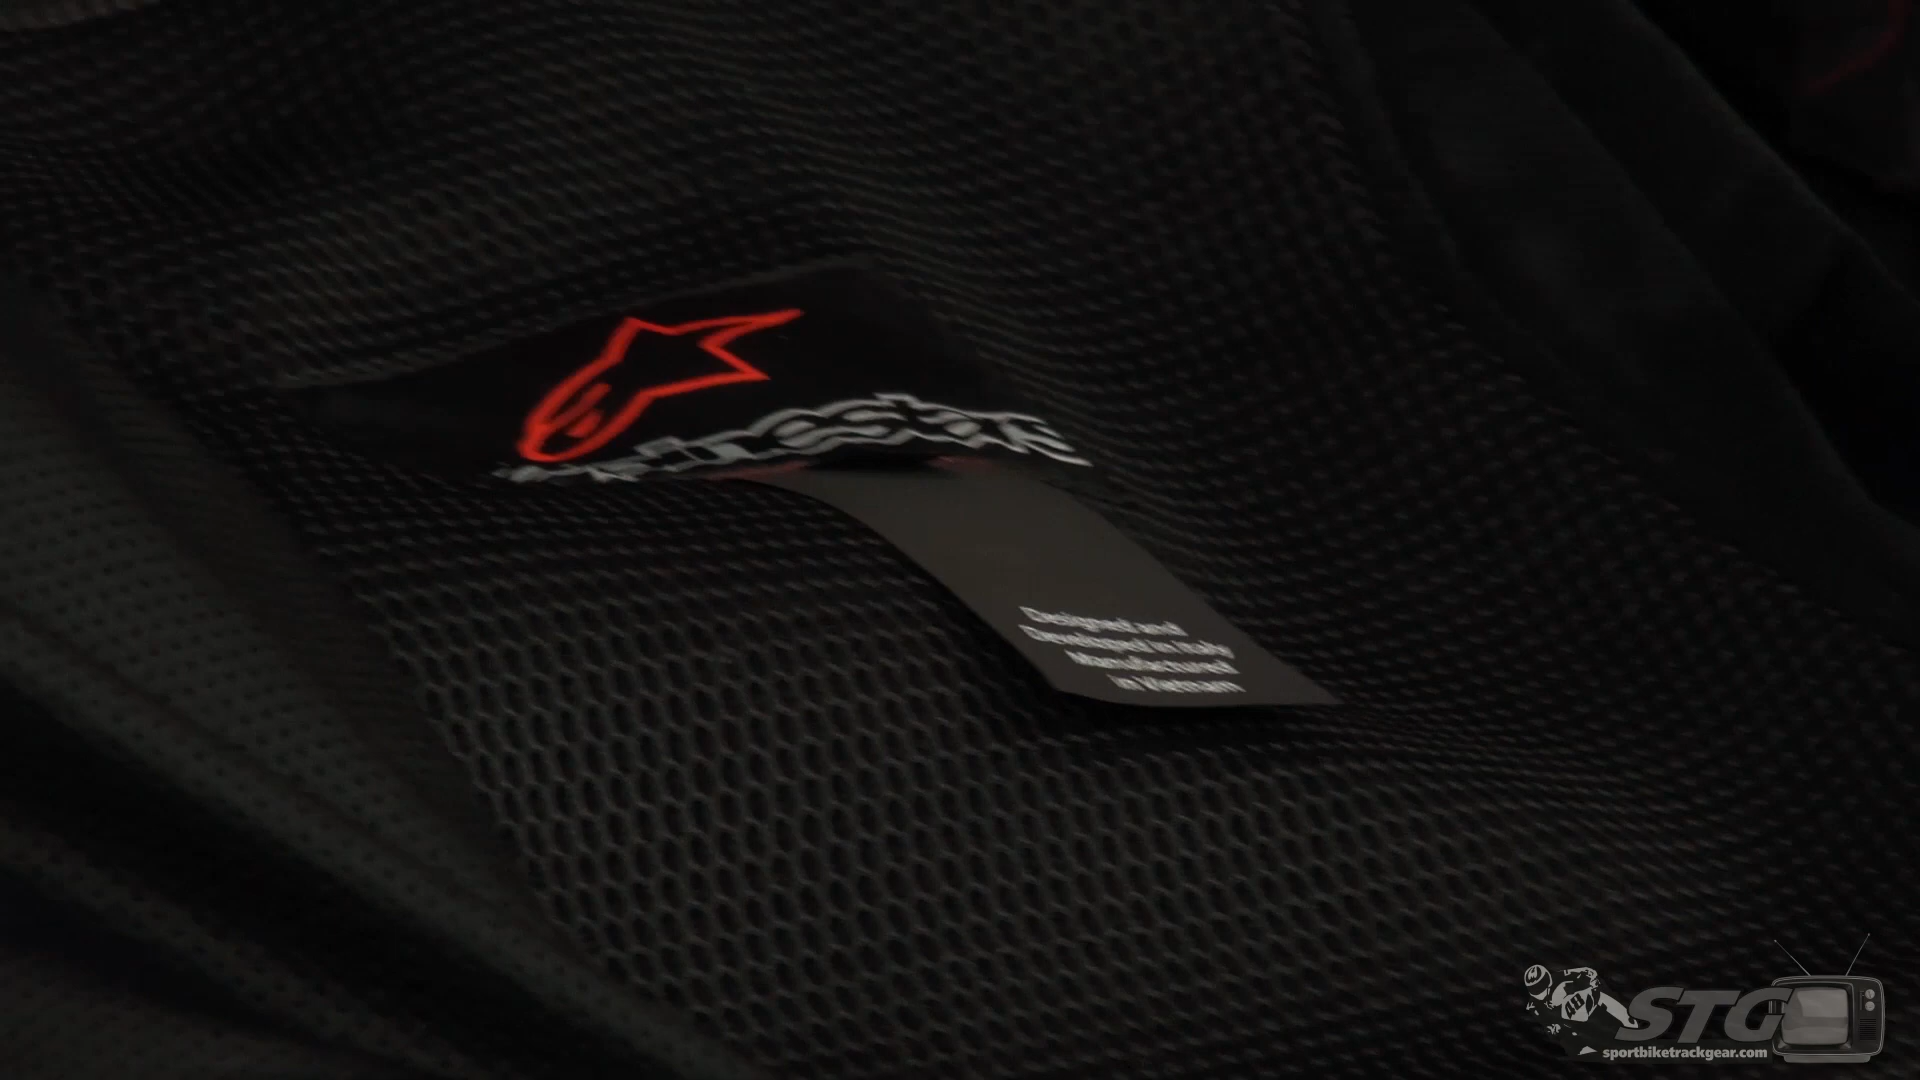 alpinestars
Designed and
Developed in Italy
Manufactured
in Vietnam
STG
sportbiketrackgear.com